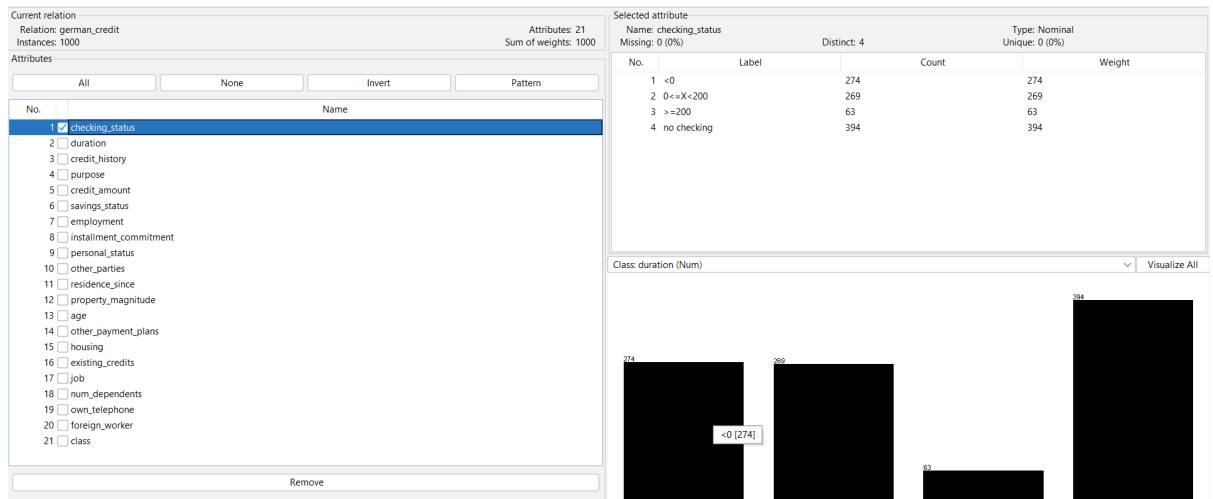 Current relation
Relation: german_credit Attributes: 21
Instances: 1000 Sum of weights: 1000
Attributes
All None Invert Pattern
No. Name
1 checking_status
2 duration
3 credit_history
4 purpose
5 credit_amount
6 savings_status
7 employment
8 installment_commitment
9 personal_status
10 other_parties
11 residence_since
12 property_magnitude
13 age
14 other_payment_plans
15 housing
16 existing_credits
17 job
18 num_dependents
19 own_telephone
20 foreign_worker
21 class
Remove
Selected attribute
Name: checking_status Type: Nominal
Missing: 0 (0%) Distinct: 4 Unique: 0 (0%)
No. Label Count Weight
1 <0 274 274
2 0<=X<200 269 269
3 >=200 63 63
4 no checking 394 394
Class: duration (Num) Visualize All
394
274 269
<0 [274]
63